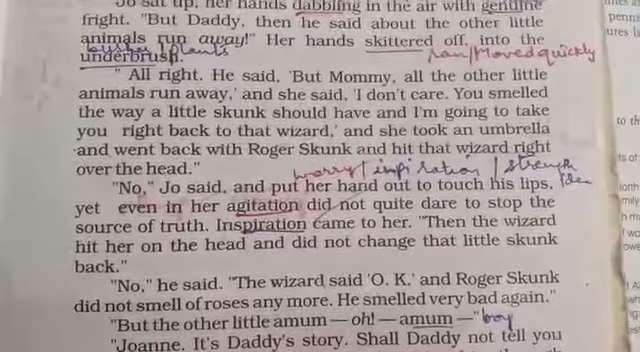 Jo sat up, her hands dabbling in the air with genuine
fright. "But Daddy, then he said about the other little
animals run away!" Her hands skittered off, into the
bushes / plants ran/Moved quickly
underbrush.
" All right. He said, 'But Mommy, all the other little
animals run away,' and she said, 'I don't care. You smelled
the way a little skunk should have and I'm going to take
you right back to that wizard,' and she took an umbrella
and went back with Roger Skunk and hit that wizard right
over the head."
worry / inspiration / strength
idea
"No," Jo said, and put her hand out to touch his lips,
yet even in her agitation did not quite dare to stop the
source of truth. Inspiration came to her. "Then the wizard
hit her on the head and did not change that little skunk
back."
"No," he said. "The wizard said 'O. K.' and Roger Skunk
did not smell of roses any more. He smelled very bad again."
"But the other little amum — oh! — amum —" boy
"Joanne. It's Daddy's story. Shall Daddy not tell you
penns
to th
ts of